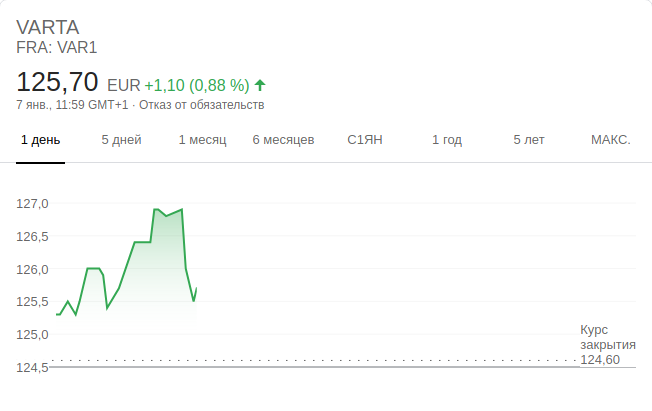 VARTA
FRA: VAR1
125,70 EUR +1,10 (0,88 %)
7 янв., 11:59 GMT+1 · Отказ от обязательств
1 день 5 дней 1 месяц 6 месяцев С1ЯН 1 год 5 лет МАКС.
127,0
126,5
126,0
125,5
125,0
124,5
Курс
закрытия
124,60